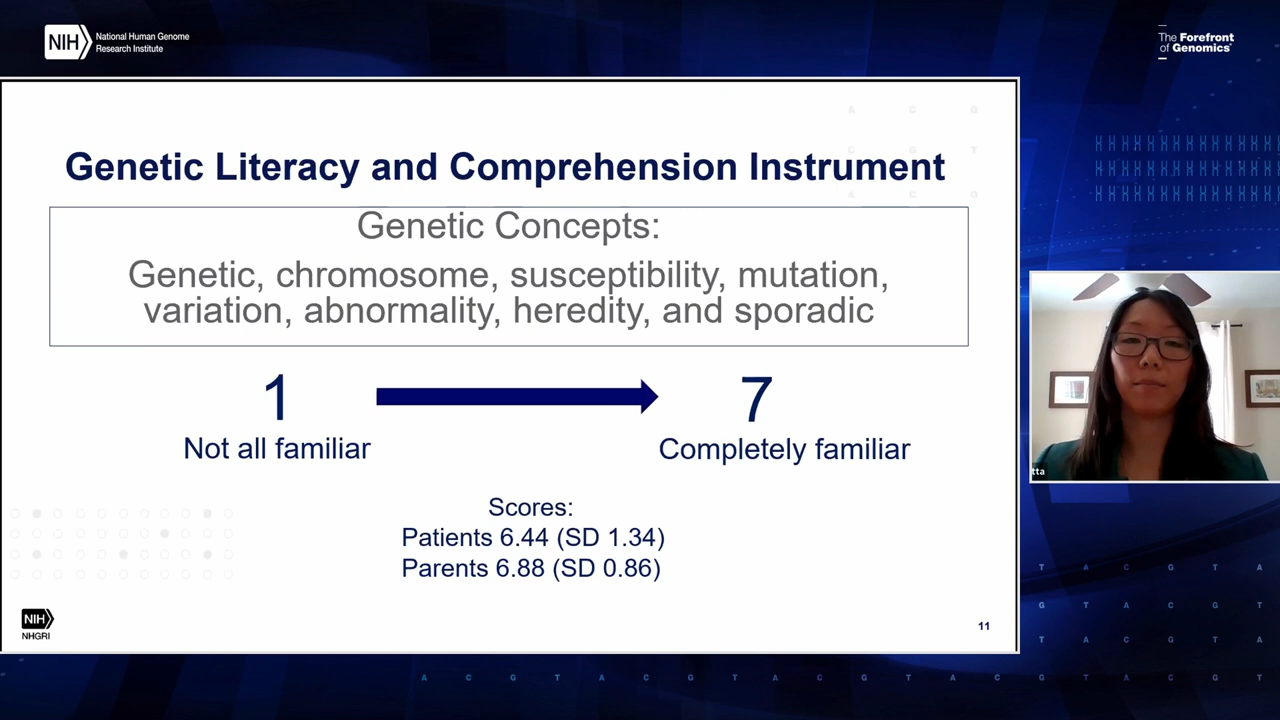 NIH
National Human Genome
Research Institute
The Forefront
of Genomics
Genetic Literacy and Comprehension Instrument
Genetic Concepts:
Genetic, chromosome, susceptibility, mutation,
variation, abnormality, heredity, and sporadic
1
7
Not all familiar
Completely familiar
Scores:
Patients 6.44 (SD 1.34)
Parents 6.88 (SD 0.86)
tta
NIH
NHGRI
11
T A C G T A
G T A C G T
T A C G T A
A C G T A C G T A C G T A C G T A C G T